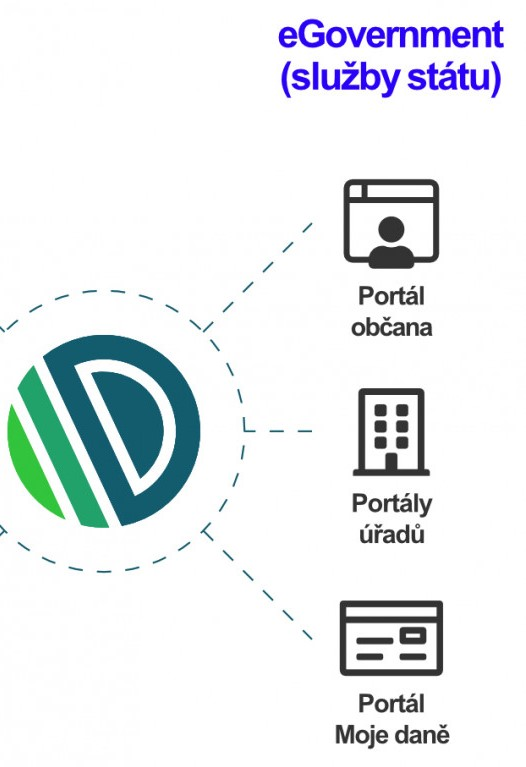 eGovernment
(služby státu)
Portál
občana
Portály
úřadů
Portál
Moje daně